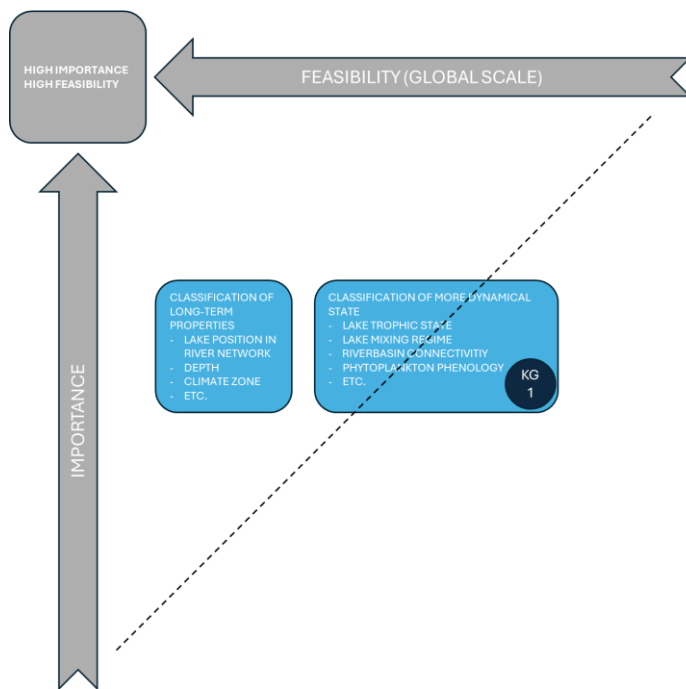 HIGH IMPORTANCE
HIGH FEASIBILITY
FEASIBILITY (GLOBAL SCALE)
IMPORTANCE
CLASSIFICATION OF
LONG-TERM
PROPERTIES
- LAKE POSITION IN
RIVER NETWORK
- DEPTH
- CLIMATE ZONE
- ETC.
CLASSIFICATION OF MORE DYNAMICAL
STATE
- LAKE TROPHIC STATE
- LAKE MIXING REGIME
- RIVERBASIN CONNECTIVITIY
- PHYTOPLANKTON PHENOLOGY
- ETC.
KG
1